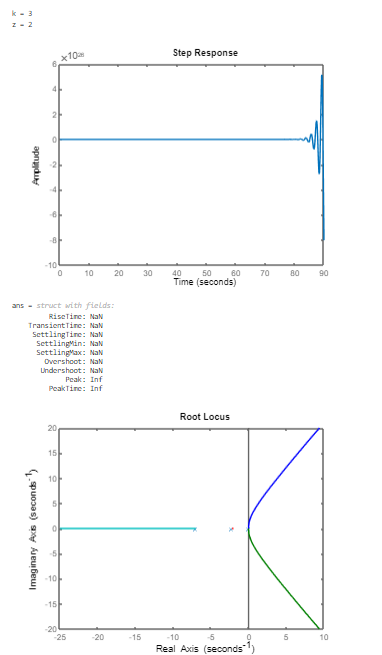 k = 3
z = 2
Step Response
×10²⁸
6
4
2
0
-2
-4
-6
-8
-10
Amplitude
0 10 20 30 40 50 60 70 80 90
Time (seconds)
ans = struct with fields:
RiseTime: NaN
TransientTime: NaN
SettlingTime: NaN
SettlingMin: NaN
SettlingMax: NaN
Overshoot: NaN
Undershoot: NaN
Peak: Inf
PeakTime: Inf
Root Locus
20
15
10
5
0
-5
-10
-15
-20
Imaginary Axis (seconds⁻¹)
-25 -20 -15 -10 -5 0 5 10
Real Axis (seconds⁻¹)